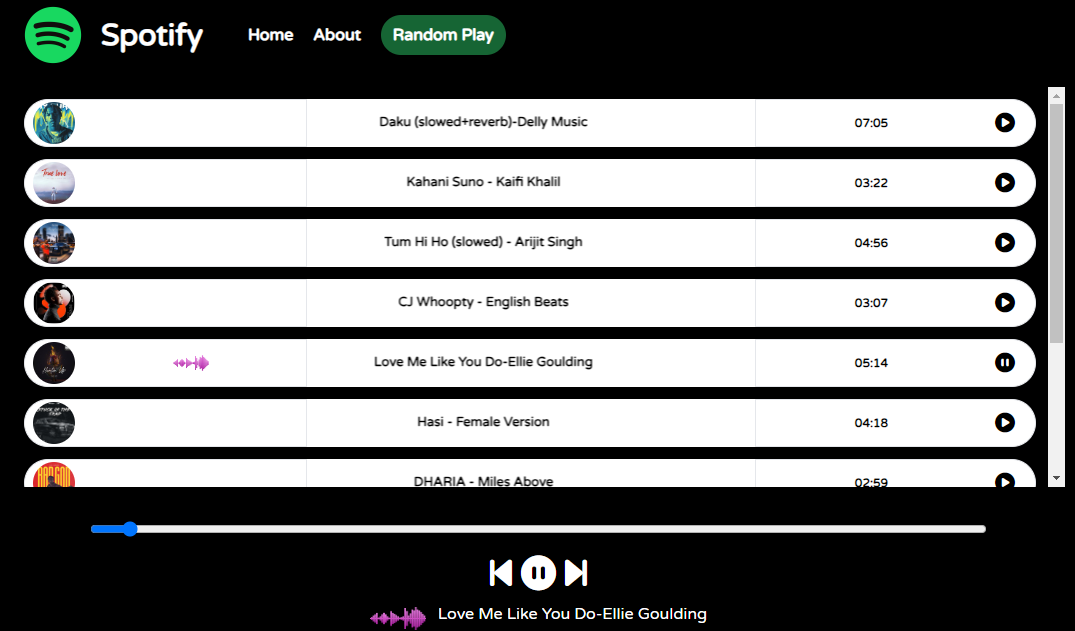 Spotify Home About Random Play
Daku (slowed+reverb)-Delly Music 07:05
True love
Kahani Suno - Kaifi Khalil 03:22
Tum Hi Ho (slowed) - Arijit Singh 04:56
CJ Whoopty - English Beats 03:07
Love Me Like You Do-Ellie Goulding 05:14
Hasi - Female Version 04:18
DHARIA - Miles Above 02:59
Love Me Like You Do-Ellie Goulding